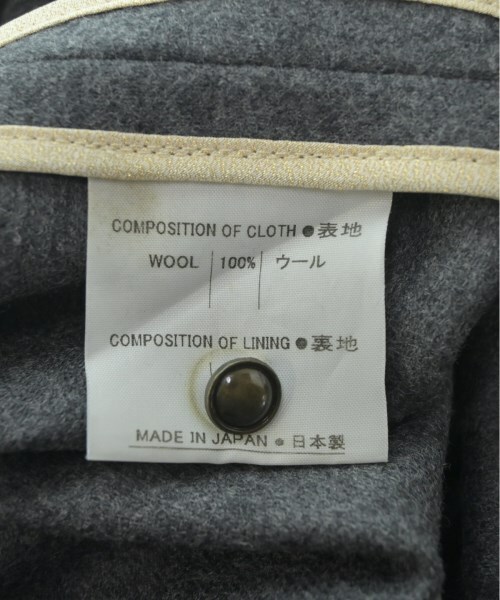 COMPOSITION OF CLOTH ● 表地
WOOL 100% ウール
COMPOSITION OF LINING ● 裏地
MADE IN JAPAN ● 日本製